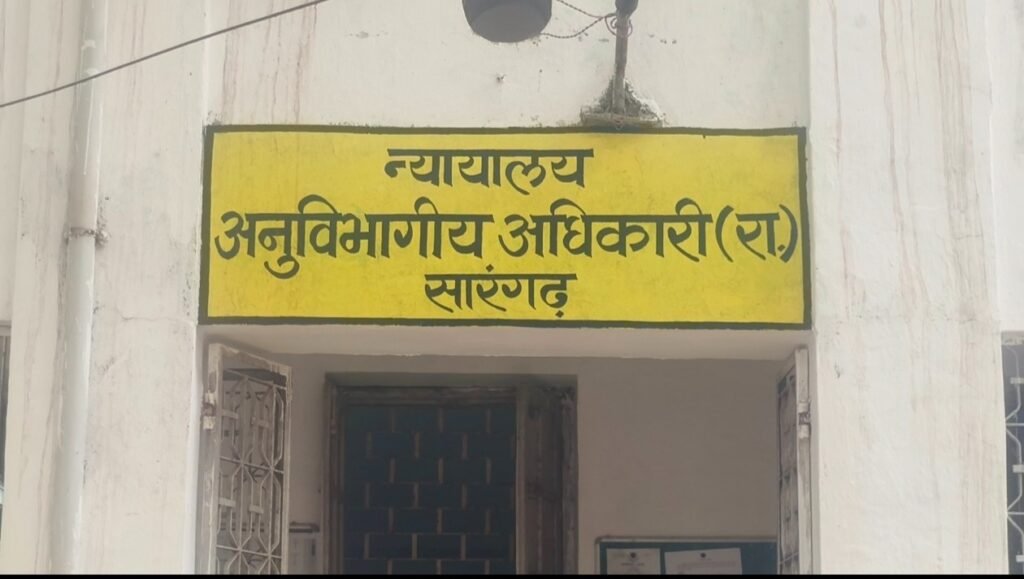 न्यायालय
अनुविभागीय अधिकारी (रा.)
सारंगढ़